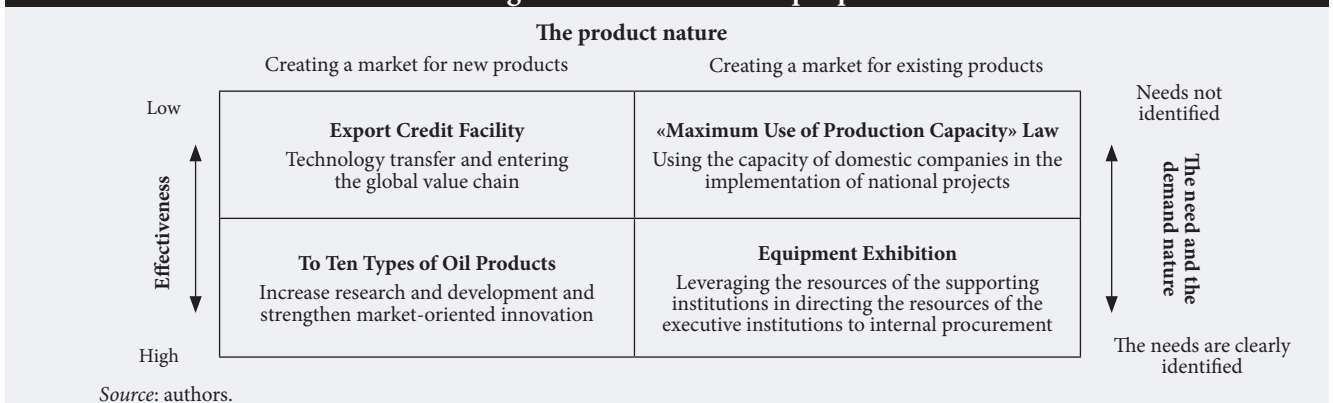 The product nature
Creating a market for new products
Creating a market for existing products
Low
Needs not
identified
Export Credit Facility
Technology transfer and entering
the global value chain
«Maximum Use of Production Capacity» Law
Using the capacity of domestic companies in the
implementation of national projects
Effectiveness
The need and the
demand nature
To Ten Types of Oil Products
Increase research and development and
strengthen market-oriented innovation
Equipment Exhibition
Leveraging the resources of the supporting
institutions in directing the resources of the
executive institutions to internal procurement
High
The needs are clearly
identified
Source: authors.